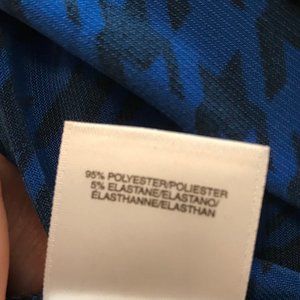 95% POLYESTER/POLIESTER
5% ELASTANE/ELASTANO/
ÉLASTHANNE/ELASTHAN